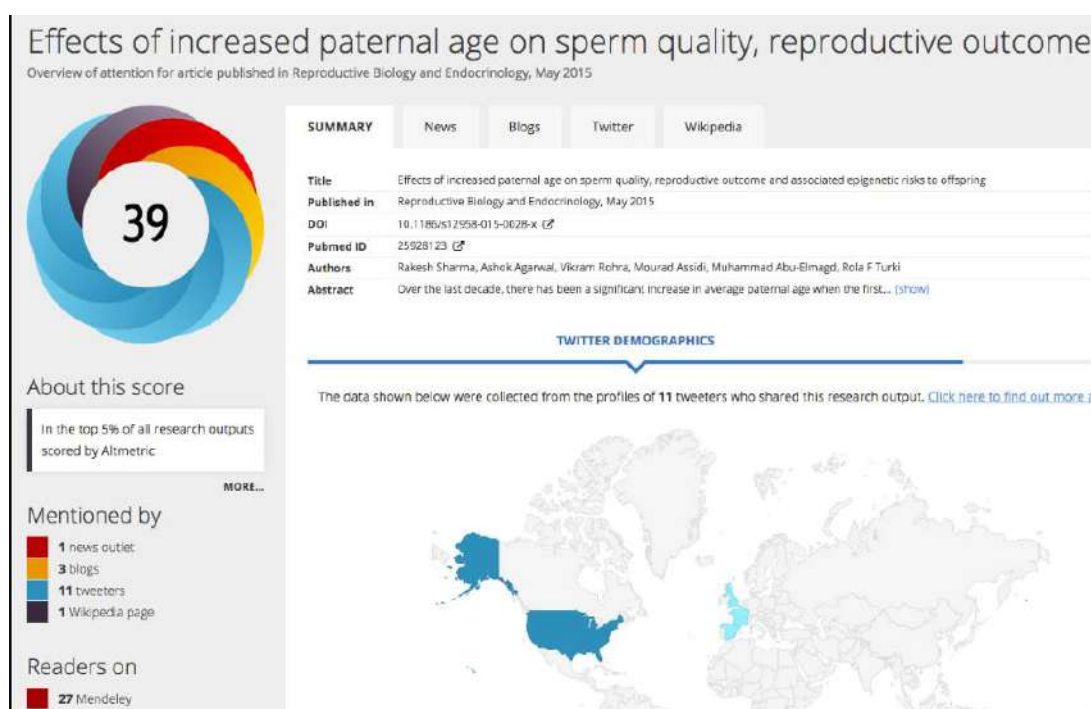 Effects of increased paternal age on sperm quality, reproductive outcome
Overview of attention for article published in Reproductive Biology and Endocrinology, May 2015
39
About this score
In the top 5% of all research outputs
scored by Altmetric
MORE...
Mentioned by
1 news outlet
3 blogs
11 tweeters
1 Wikipedia page
Readers on
27 Mendeley
SUMMARY News Blogs Twitter Wikipedia
Title Effects of increased paternal age on sperm quality, reproductive outcome and associated epigenetic risks to offspring
Published in Reproductive Biology and Endocrinology, May 2015
DOI 10.1186/s12958-015-0028-x
Pubmed ID 25928123
Authors Rakesh Sharma, Ashok Agarwal, Vikram Rohra, Mourad Assidi, Muhammad Abu-Elmagd, Rola F Turki
Abstract Over the last decade, there has been a significant increase in average paternal age when the first... (show)
TWITTER DEMOGRAPHICS
The data shown below were collected from the profiles of 11 tweeters who shared this research output. Click here to find out more